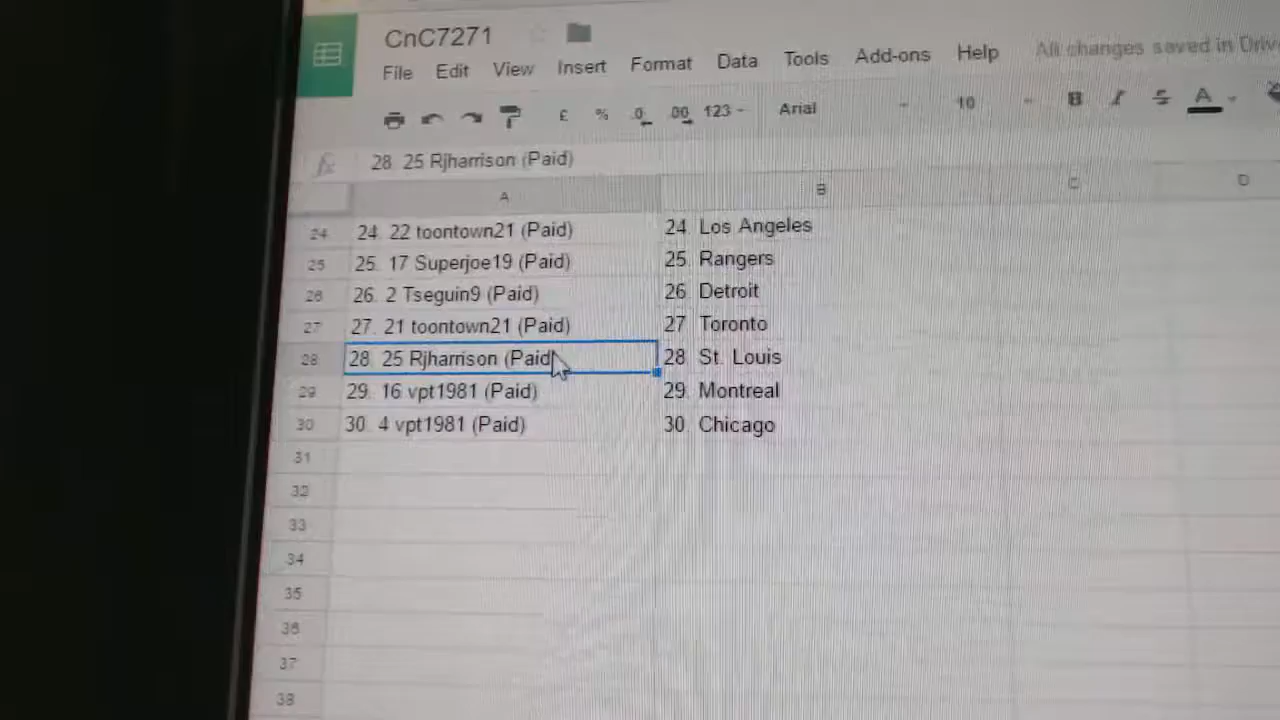 CnC7271
File Edit View Insert Format Data Tools Add-ons Help All changes saved in Driv
£ % .0 .00 123 Arial 10 B I S A
fx 28. 25 Rjharrison (Paid)
A B C D
24 24. 22 toontown21 (Paid) 24. Los Angeles
25 25. 17 Superjoe19 (Paid) 25. Rangers
26 26. 2 Tseguin9 (Paid) 26. Detroit
27 27. 21 toontown21 (Paid) 27. Toronto
28 28. 25 Rjharrison (Paid) 28. St. Louis
29 29. 16 vpt1981 (Paid) 29. Montreal
30 30. 4 vpt1981 (Paid) 30. Chicago
31
32
33
34
35
36
37
38